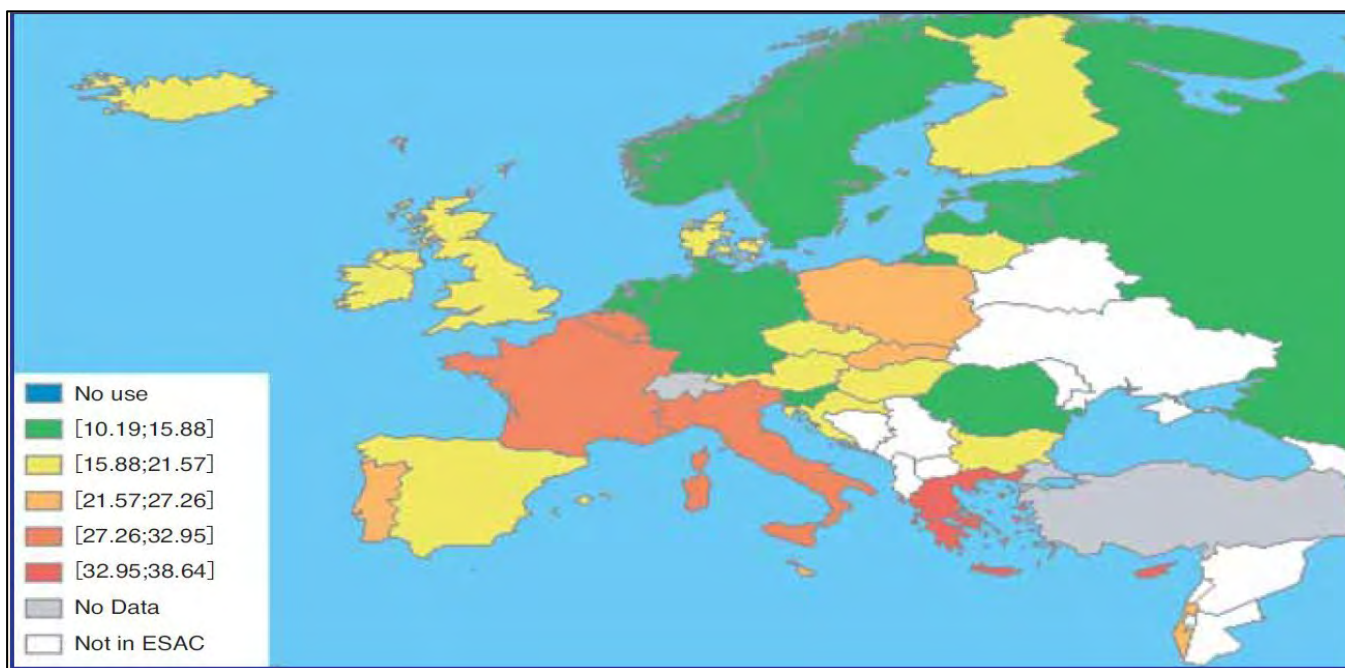 No use
[10.19;15.88]
[15.88;21.57]
[21.57;27.26]
[27.26;32.95]
[32.95;38.64]
No Data
Not in ESAC